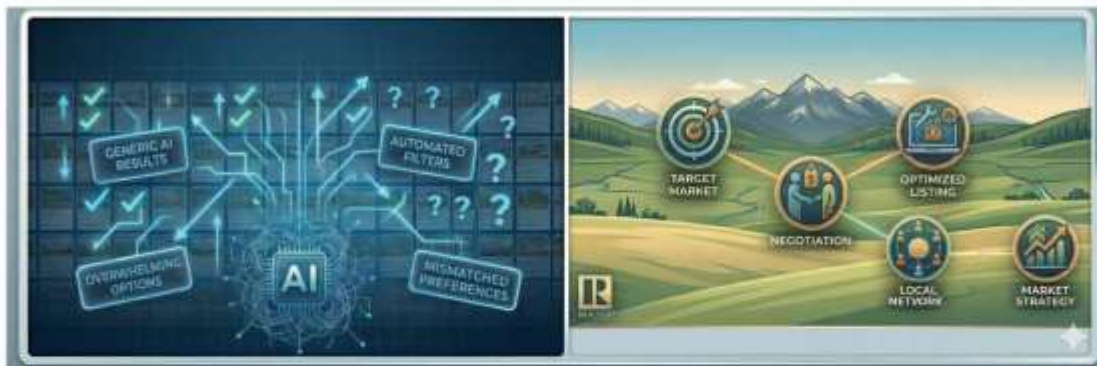 GENERIC AI
RESULTS
AUTOMATED
FILTERS
OVERWHELMING
OPTIONS
AI
MISMATCHED
PREFERENCES
? ? ? ? ? ? ?
TARGET
MARKET
OPTIMIZED
LISTING
NEGOTIATION
LOCAL
NETWORK
MARKET
STRATEGY
R